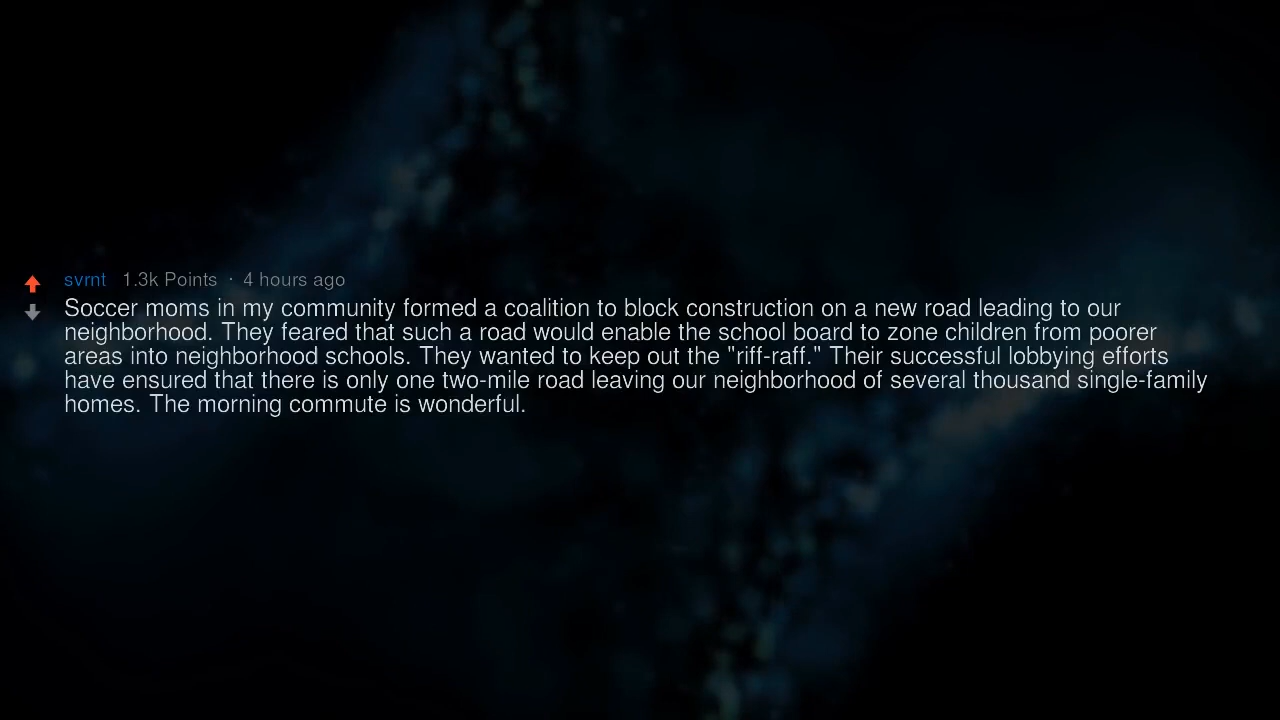 svrnt 1.3k Points · 4 hours ago
Soccer moms in my community formed a coalition to block construction on a new road leading to our
neighborhood. They feared that such a road would enable the school board to zone children from poorer
areas into neighborhood schools. They wanted to keep out the "riff-raff." Their successful lobbying efforts
have ensured that there is only one two-mile road leaving our neighborhood of several thousand single-family
homes. The morning commute is wonderful.